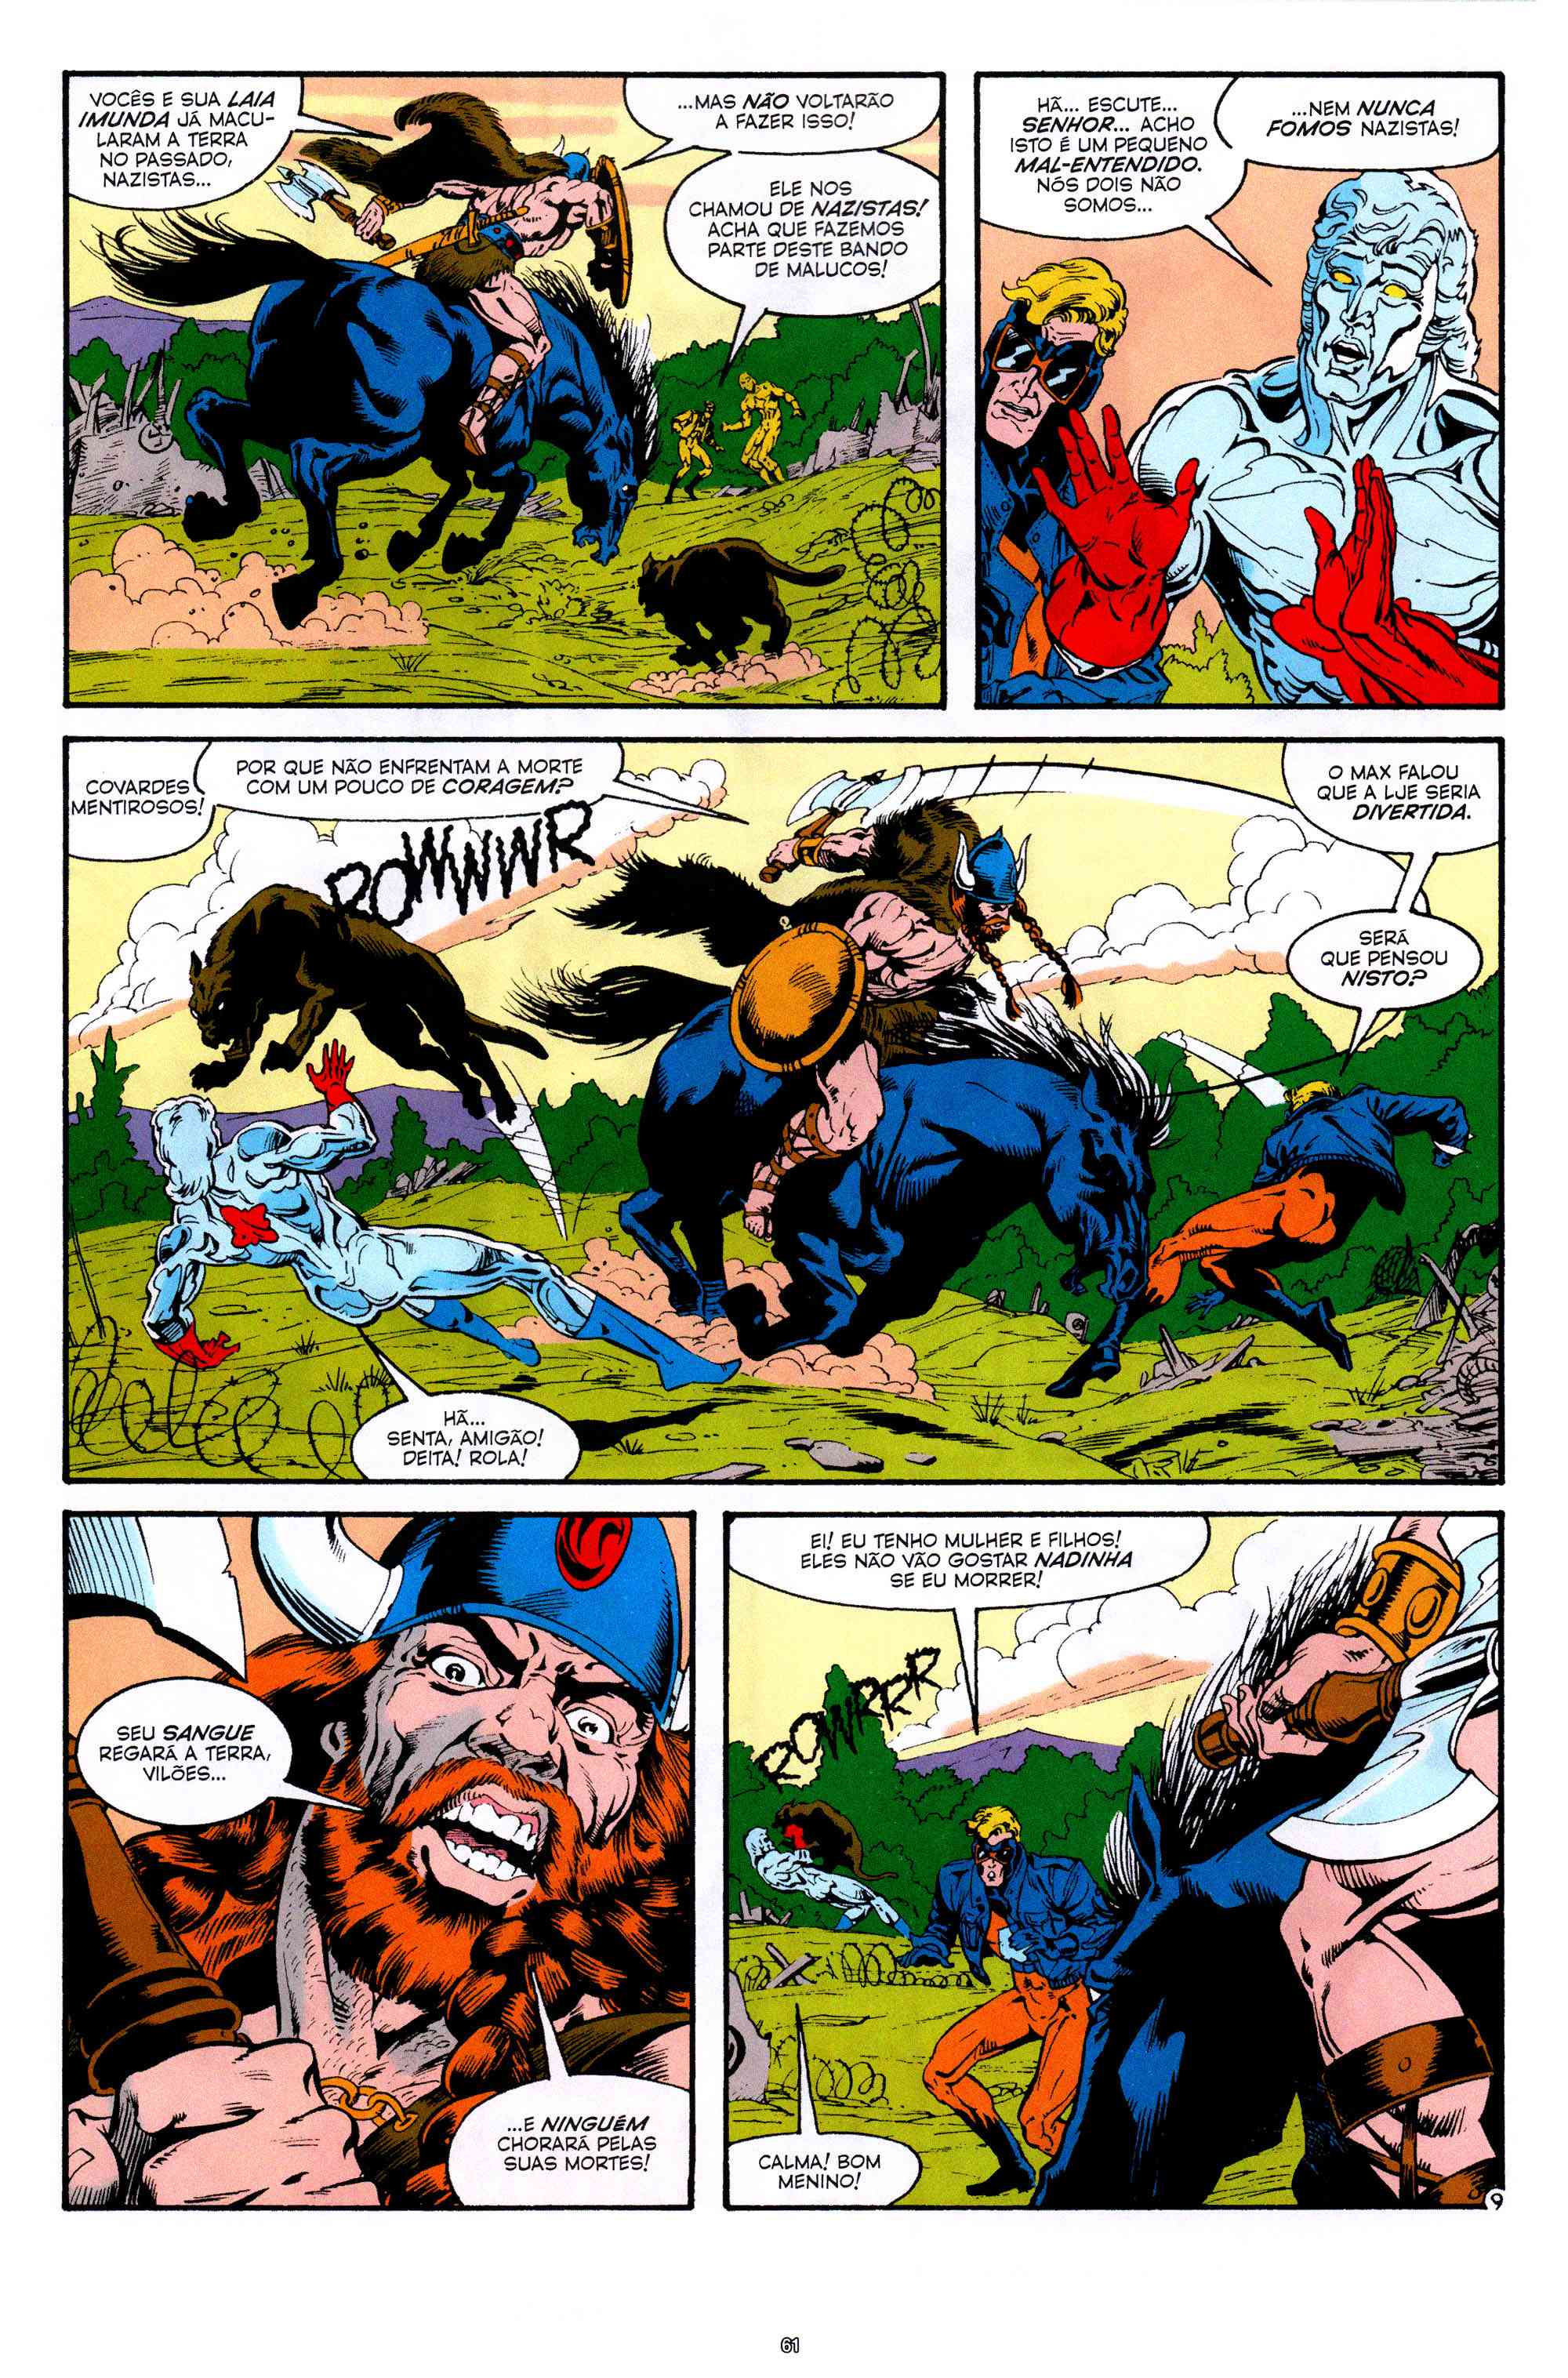 VOCÊS E SUA LAIA
IMUNDA JÁ MACU-
LARAM A TERRA
NO PASSADO,
NAZISTAS...
...MAS NÃO VOLTARÃO
A FAZER ISSO!
ELE NOS
CHAMOU DE NAZISTAS!
ACHA QUE FAZEMOS
PARTE DESTE BANDO
DE MALUCOS!
HÃ... ESCUTE...
SENHOR... ACHO
ISTO É UM PEQUENO
MAL-ENTENDIDO.
NÓS DOIS NÃO
SOMOS...
...NEM NUNCA
FOMOS NAZISTAS!
COVARDES
MENTIROSOS!
POR QUE NÃO ENFRENTAM A MORTE
COM UM POUCO DE CORAGEM?
ROWWWWR
O MAX FALOU
QUE A LJE SERIA
DIVERTIDA.
SERÁ
QUE PENSOU
NISTO?
HÃ...
SENTA, AMIGÃO!
DEITA! ROLA!
SEU SANGUE
REGARÁ A TERRA,
VILÕES...
...E NINGUÉM
CHORARÁ PELAS
SUAS MORTES!
EI! EU TENHO MULHER E FILHOS!
ELES NÃO VÃO GOSTAR NADINHA
SE EU MORRER!
ROWRRR
CALMA! BOM
MENINO!
9
61